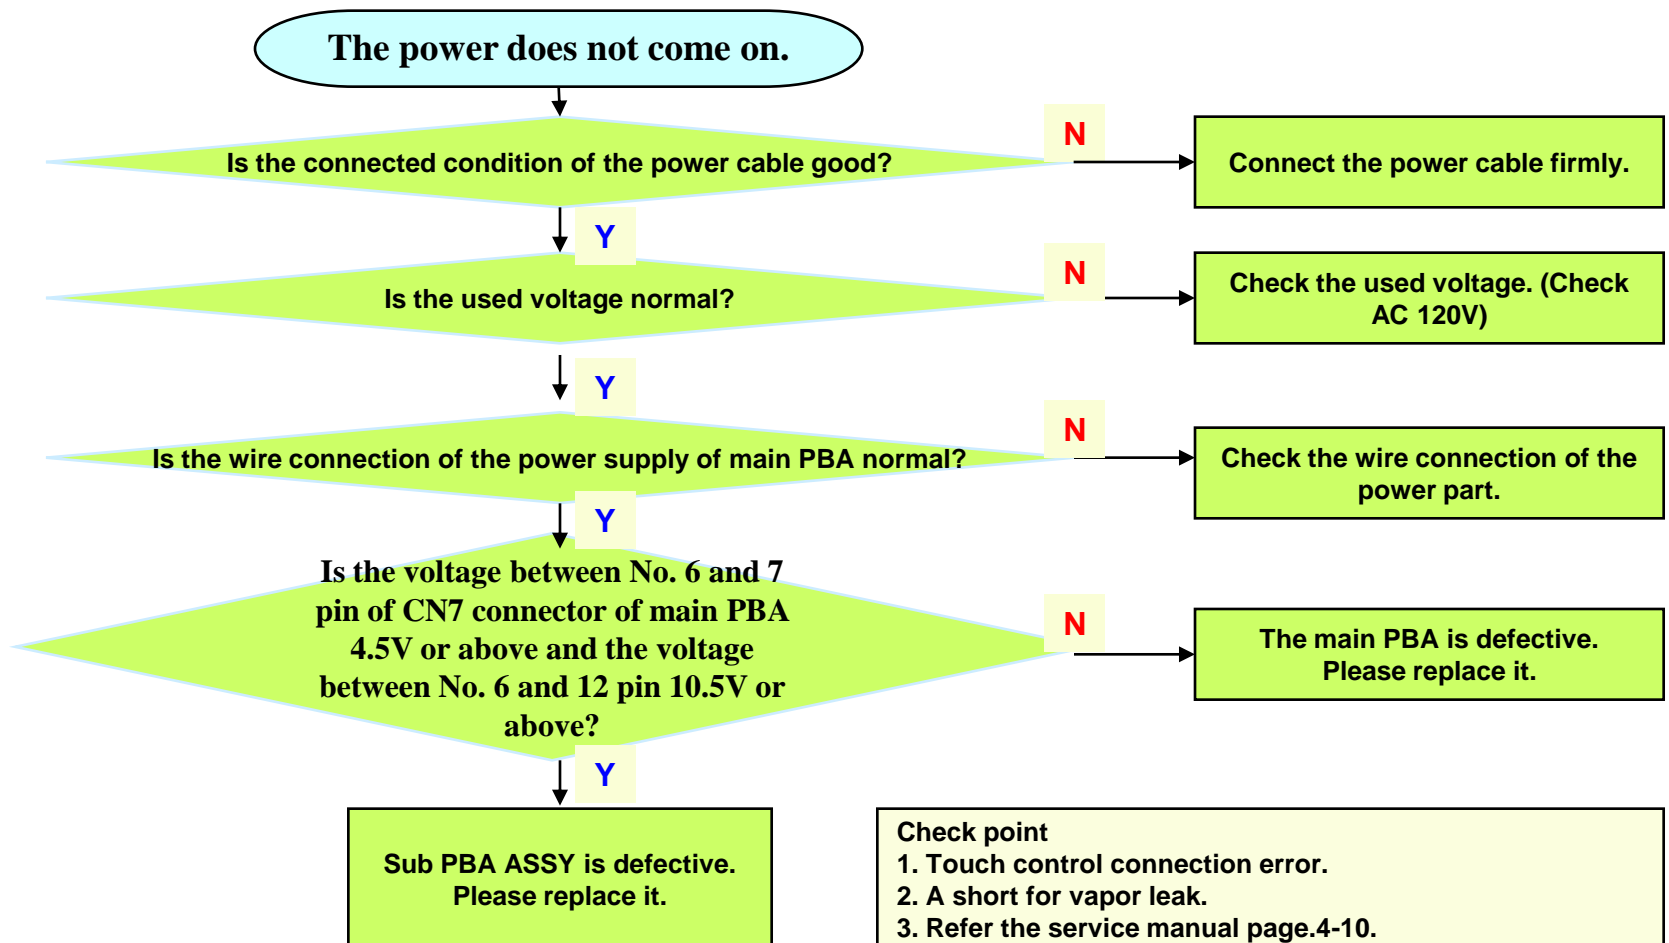 The power does not come on.
Is the connected condition of the power cable good?
N
Connect the power cable firmly.
Y
Is the used voltage normal?
N
Check the used voltage. (Check
AC 120V)
Y
Is the wire connection of the power supply of main PBA normal?
N
Check the wire connection of the
power part.
Y
Is the voltage between No. 6 and 7
pin of CN7 connector of main PBA
4.5V or above and the voltage
between No. 6 and 12 pin 10.5V or
above?
N
The main PBA is defective.
Please replace it.
Y
Sub PBA ASSY is defective.
Please replace it.
Check point
1. Touch control connection error.
2. A short for vapor leak.
3. Refer the service manual page.4-10.